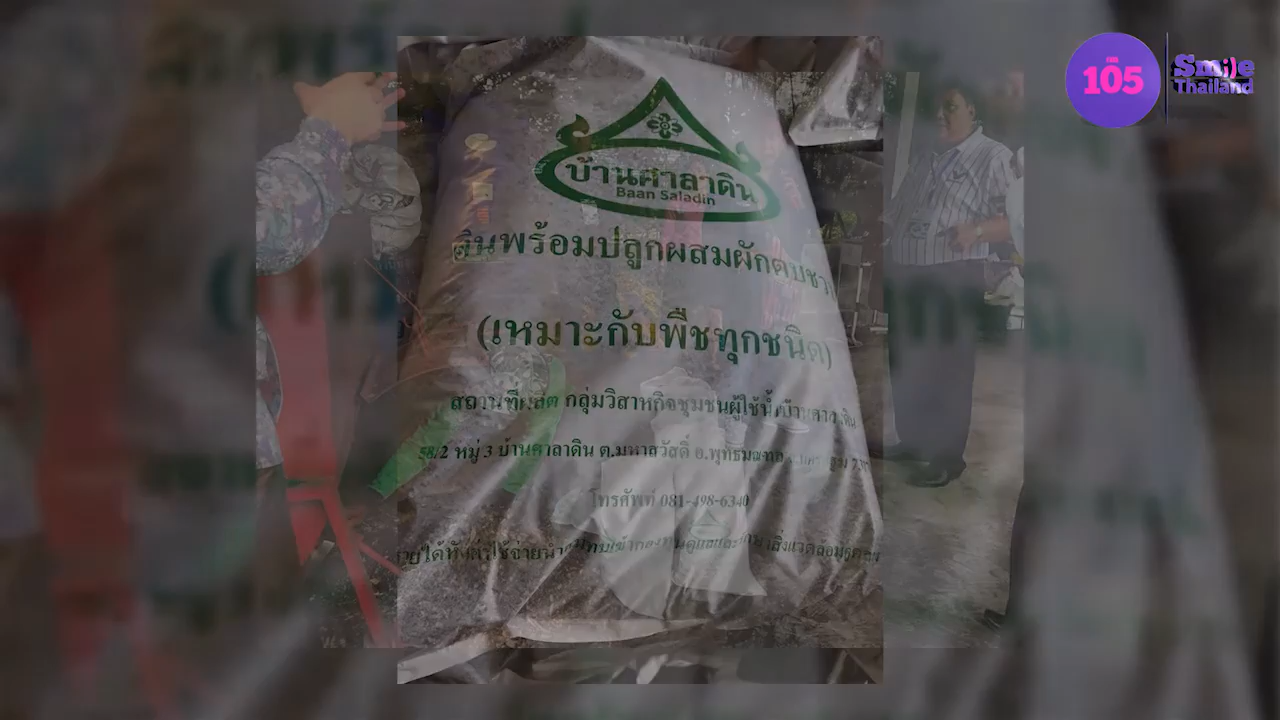 105
Smile
Thailand
บ้านศาลาดิน
Baan Saladin
ดินพร้อมปลูกผสมผักตบชวา
(เหมาะกับพืชทุกชนิด)
สถานที่ผลิต กลุ่มวิสาหกิจชุมชนผู้ใช้น้ำบ้านศาลาดิน
58/2 หมู่ 3 บ้านศาลาดิน ต.มหาสวัสดิ์ อ.พุทธมณฑล
โทรศัพท์ 081-498-6340